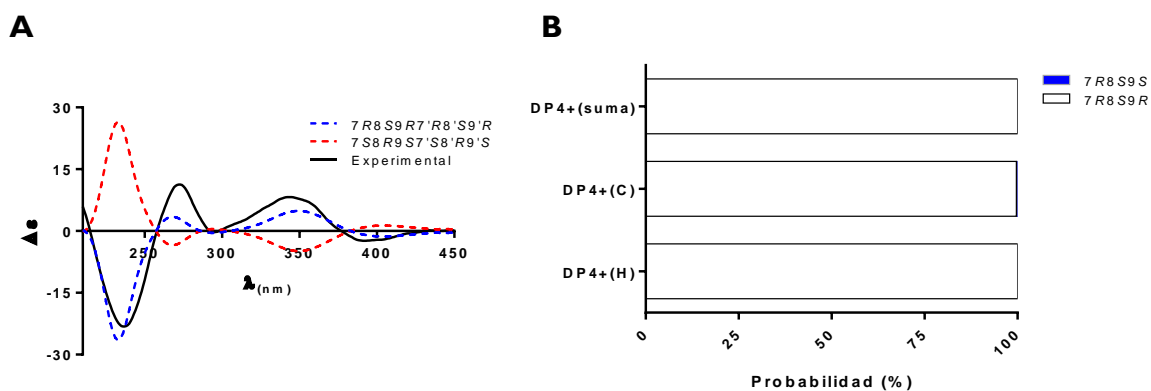 A
30
15
0
-15
-30
Δε
250
300
350
400
450
λ(nm)
7R8S9R7'R8'S9'R
7S8R9S7'S8'R9'S
Experimental
B
DP4+(suma)
DP4+(C)
DP4+(H)
0
25
50
75
100
Probabilidad (%)
7R8S9S
7R8S9R